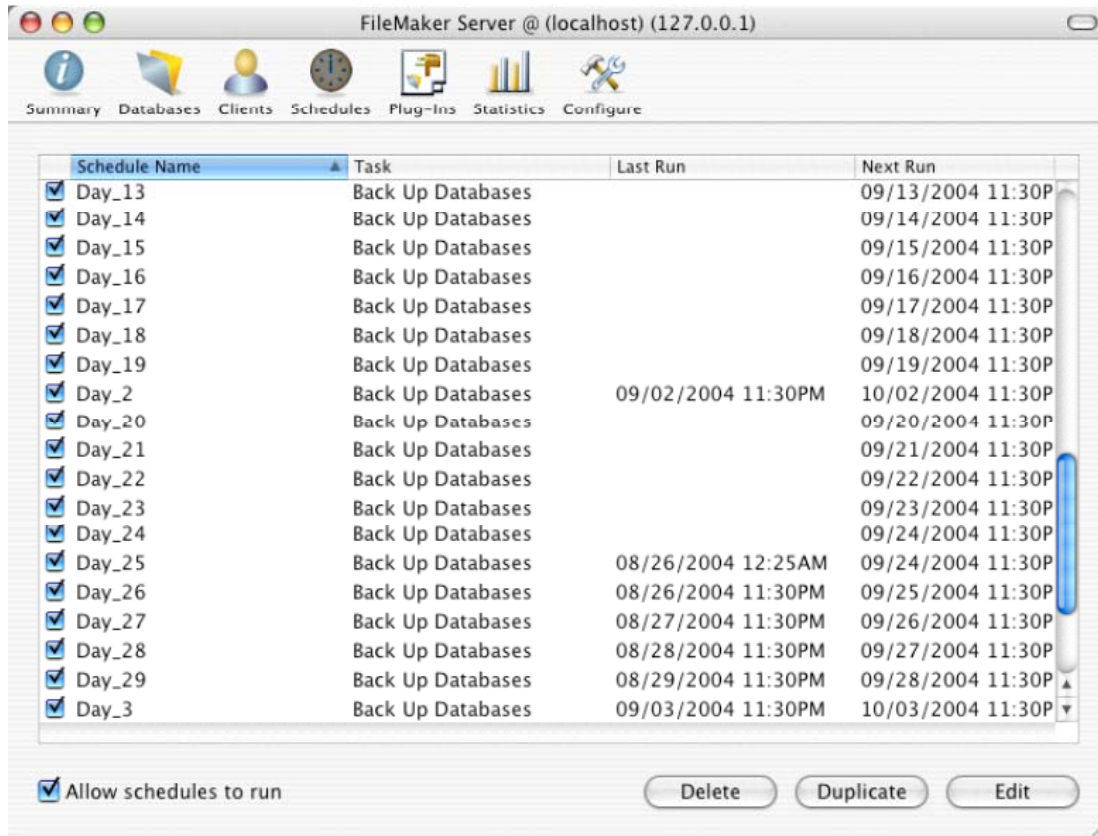 FileMaker Server @ (localhost) (127.0.0.1)
Summary Databases Clients Schedules Plug-Ins Statistics Configure
Schedule Name Task Last Run Next Run
Day_13 Back Up Databases 09/13/2004 11:30P
Day_14 Back Up Databases 09/14/2004 11:30P
Day_15 Back Up Databases 09/15/2004 11:30P
Day_16 Back Up Databases 09/16/2004 11:30P
Day_17 Back Up Databases 09/17/2004 11:30P
Day_18 Back Up Databases 09/18/2004 11:30P
Day_19 Back Up Databases 09/19/2004 11:30P
Day_2 Back Up Databases 09/02/2004 11:30PM 10/02/2004 11:30P
Day_20 Back Up Databases 09/20/2004 11:30P
Day_21 Back Up Databases 09/21/2004 11:30P
Day_22 Back Up Databases 09/22/2004 11:30P
Day_23 Back Up Databases 09/23/2004 11:30P
Day_24 Back Up Databases 09/24/2004 11:30P
Day_25 Back Up Databases 08/26/2004 12:25AM 09/24/2004 11:30P
Day_26 Back Up Databases 08/26/2004 11:30PM 09/25/2004 11:30P
Day_27 Back Up Databases 08/27/2004 11:30PM 09/26/2004 11:30P
Day_28 Back Up Databases 08/28/2004 11:30PM 09/27/2004 11:30P
Day_29 Back Up Databases 08/29/2004 11:30PM 09/28/2004 11:30P
Day_3 Back Up Databases 09/03/2004 11:30PM 10/03/2004 11:30P
Allow schedules to run Delete Duplicate Edit